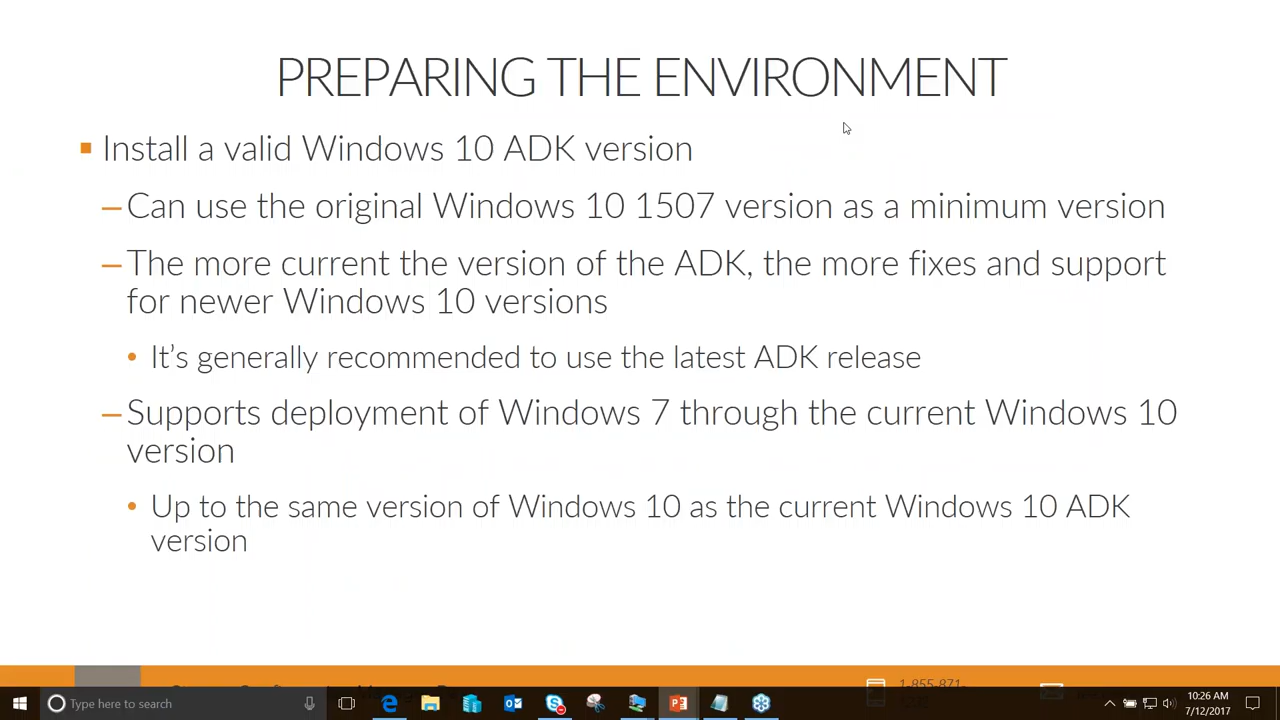 PREPARING THE ENVIRONMENT
Install a valid Windows 10 ADK version
Can use the original Windows 10 1507 version as a minimum version
The more current the version of the ADK, the more fixes and support
for newer Windows 10 versions
It’s generally recommended to use the latest ADK release
Supports deployment of Windows 7 through the current Windows 10
version
Up to the same version of Windows 10 as the current Windows 10 ADK
version
1-855-871-
Type here to search
10:26 AM
7/12/2017